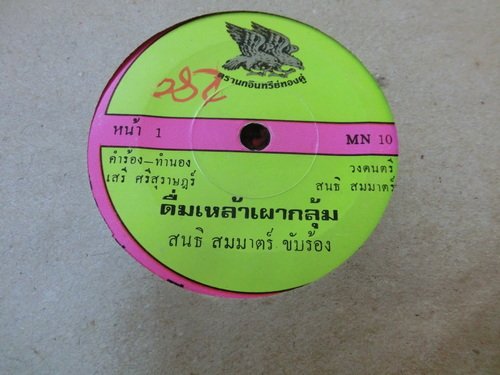 ตรานกอินทรีย์ทองคู่
หน้า 1
MN 10
คำร้อง—ทำนอง
เสรี ศรีสุราษฎร์
วงดนตรี
สนธิ สมมาตร์
ดื่มเหล้าเผากลุ้ม
สนธิ สมมาตร์ ขับร้อง